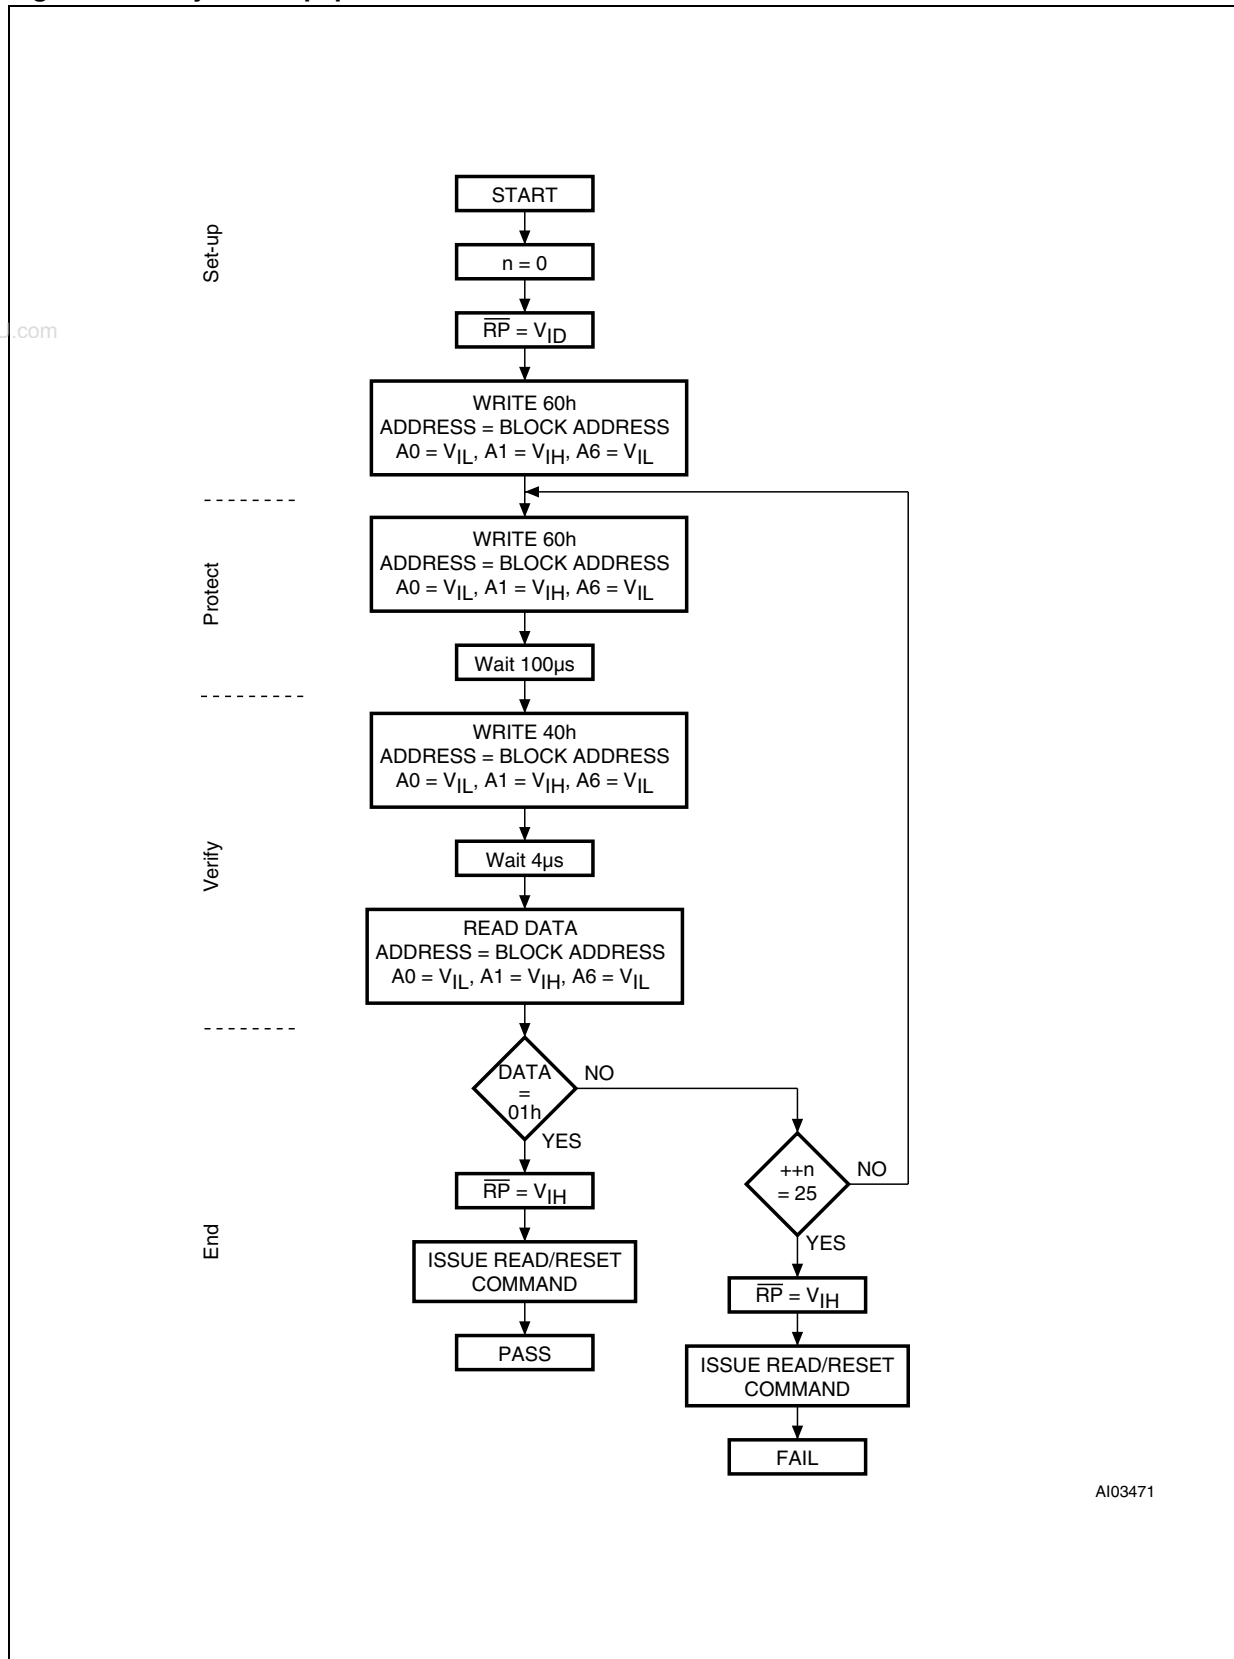 START
Set-up
n = 0
J.com
RP = VID
WRITE 60h
ADDRESS = BLOCK ADDRESS
A0 = VIL, A1 = VIH, A6 = VIL
Protect
WRITE 60h
ADDRESS = BLOCK ADDRESS
A0 = VIL, A1 = VIH, A6 = VIL
Wait 100µs
WRITE 40h
ADDRESS = BLOCK ADDRESS
A0 = VIL, A1 = VIH, A6 = VIL
Verify
Wait 4µs
READ DATA
ADDRESS = BLOCK ADDRESS
A0 = VIL, A1 = VIH, A6 = VIL
DATA
=
01h
NO
YES
++n
= 25
NO
YES
End
RP = VIH
ISSUE READ/RESET
COMMAND
PASS
RP = VIH
ISSUE READ/RESET
COMMAND
FAIL
AI03471